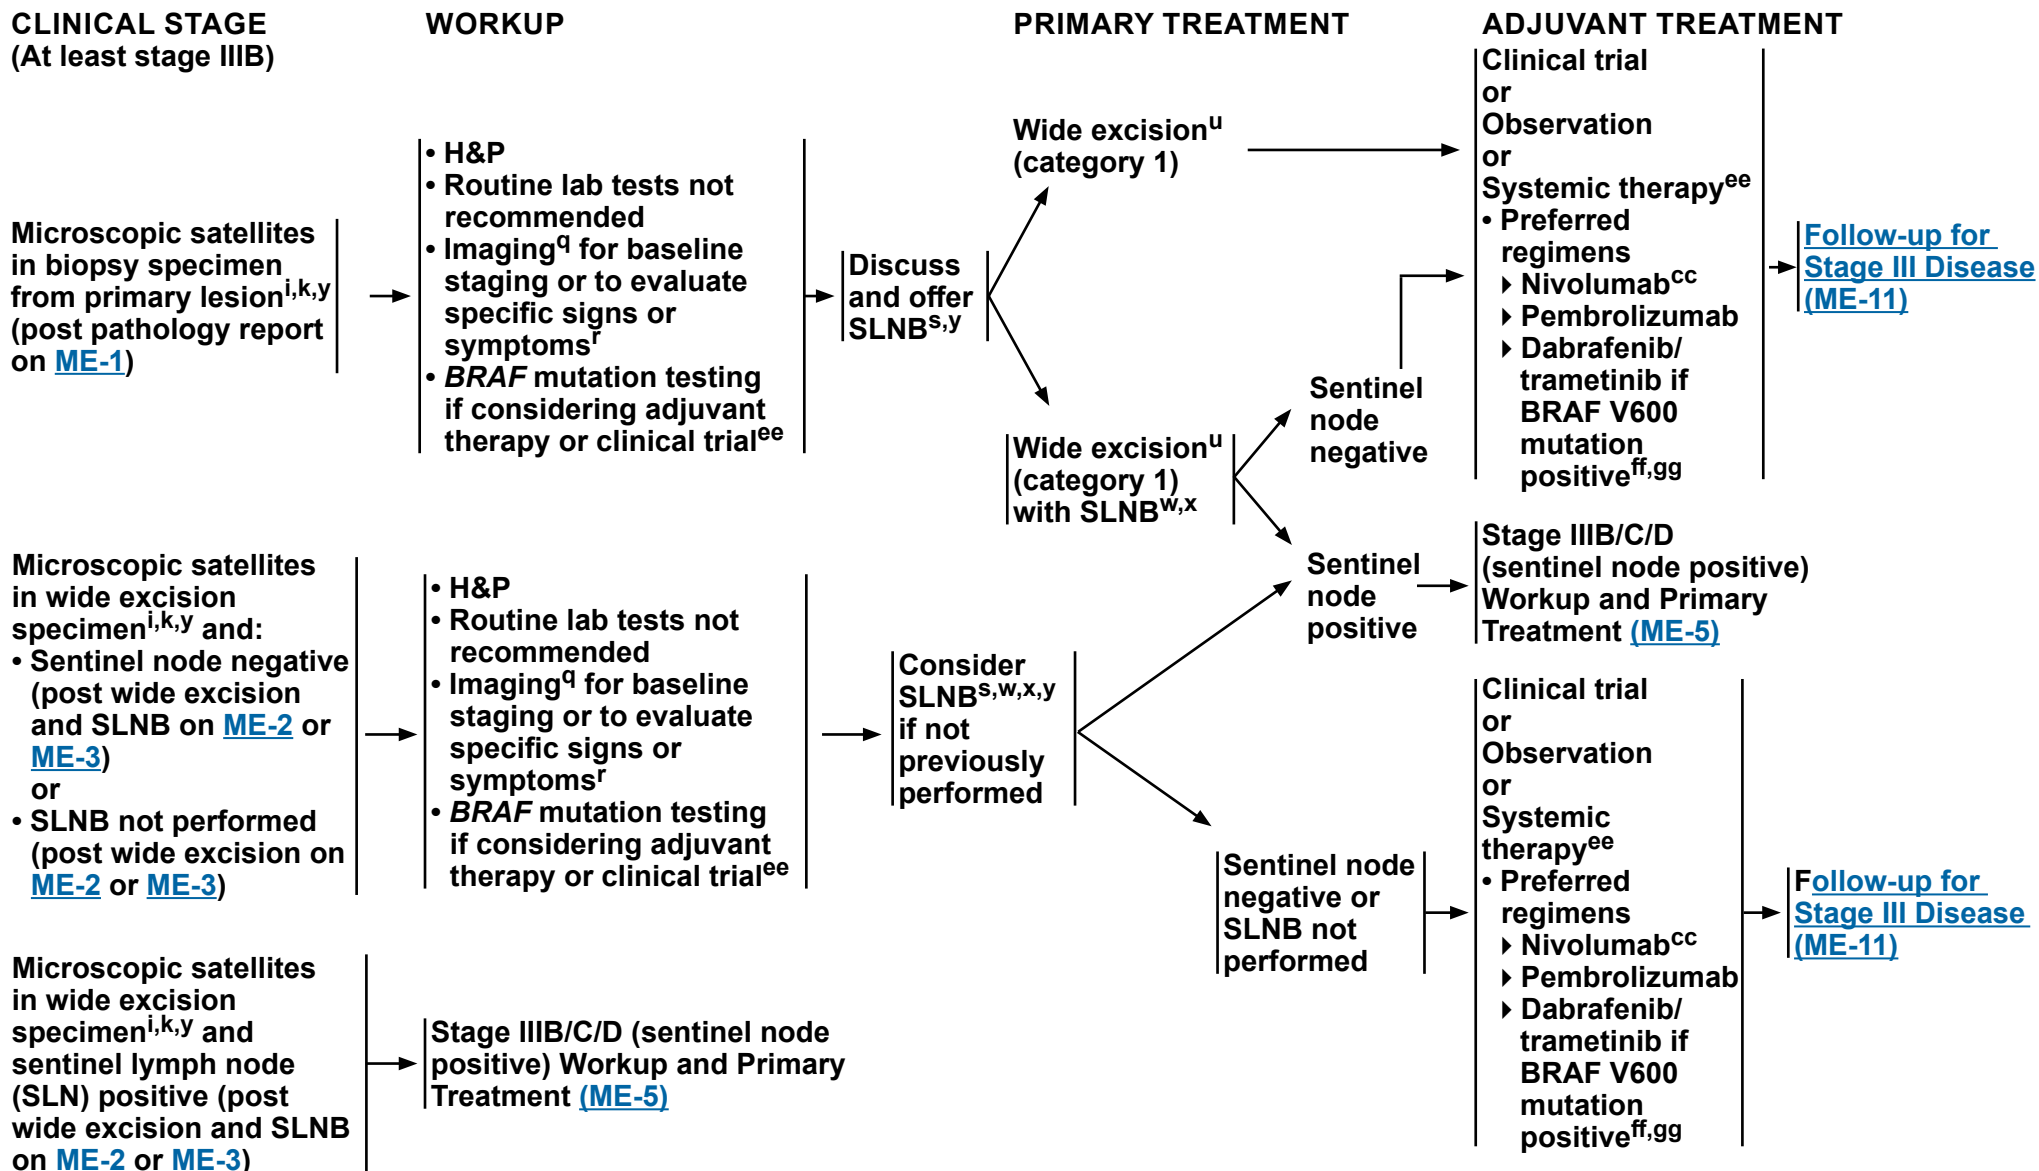 CLINICAL STAGE
(At least stage IIIB)
WORKUP
PRIMARY TREATMENT
ADJUVANT TREATMENT
Microscopic satellites
in biopsy specimen
from primary lesioni,k,y
(post pathology report
on ME-1)
• H&P
• Routine lab tests not
recommended
• Imagingq for baseline
staging or to evaluate
specific signs or
symptomsr
• BRAF mutation testing
if considering adjuvant
therapy or clinical trialee
Discuss
and offer
SLNBs,y
Wide excisionu
(category 1)
Wide excisionu
(category 1)
with SLNBw,x
Sentinel
node
negative
Sentinel
node
positive
Clinical trial
or
Observation
or
Systemic therapyee
• Preferred
regimens
▸ Nivolumabcc
▸ Pembrolizumab
▸ Dabrafenib/
trametinib if
BRAF V600
mutation
positiveff,gg
Follow-up for
Stage III Disease
(ME-11)
Stage IIIB/C/D
(sentinel node positive)
Workup and Primary
Treatment (ME-5)
Microscopic satellites
in wide excision
specimeni,k,y and:
• Sentinel node negative
(post wide excision
and SLNB on ME-2 or
ME-3)
or
• SLNB not performed
(post wide excision on
ME-2 or ME-3)
• H&P
• Routine lab tests not
recommended
• Imagingq for baseline
staging or to evaluate
specific signs or
symptomsr
• BRAF mutation testing
if considering adjuvant
therapy or clinical trialee
Consider
SLNBs,w,x,y
if not
previously
performed
Sentinel node
negative or
SLNB not
performed
Clinical trial
or
Observation
or
Systemic
therapyee
• Preferred
regimens
▸ Nivolumabcc
▸ Pembrolizumab
▸ Dabrafenib/
trametinib if
BRAF V600
mutation
positiveff,gg
Follow-up for
Stage III Disease
(ME-11)
Microscopic satellites
in wide excision
specimeni,k,y and
sentinel lymph node
(SLN) positive (post
wide excision and SLNB
on ME-2 or ME-3)
Stage IIIB/C/D (sentinel node
positive) Workup and Primary
Treatment (ME-5)